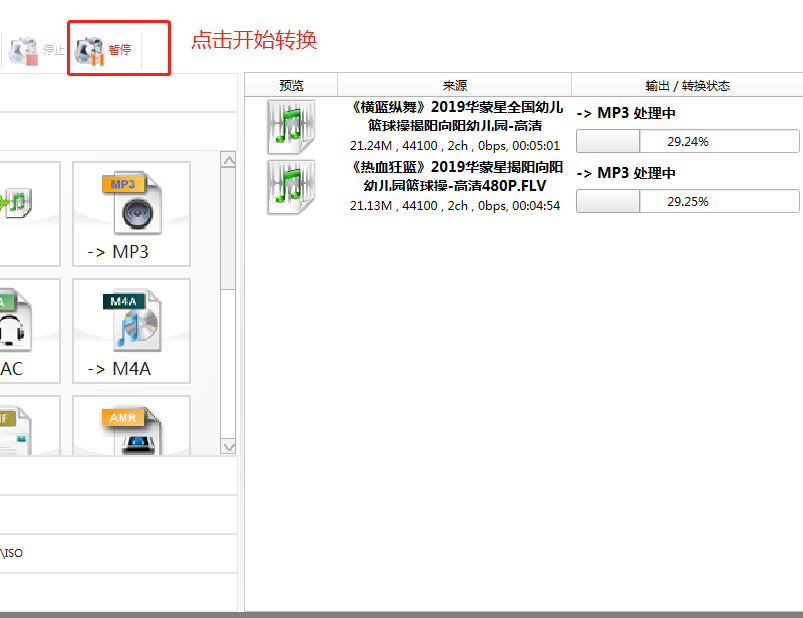 停止
暂停
点击开始转换
预览
来源
输出 / 转换状态
《横篮纵舞》2019华蒙星全国幼儿
篮球操揭阳向阳幼儿园-高清
21.24M , 44100 , 2ch , 0bps, 00:05:01
-> MP3 处理中
29.24%
《热血狂篮》2019华蒙星揭阳向阳
幼儿园篮球操-高清480P.FLV
21.13M , 44100 , 2ch , 0bps, 00:04:54
-> MP3 处理中
29.25%
MP3
-> MP3
A
M4A
AC
-> M4A
IF
AMR
\ISO